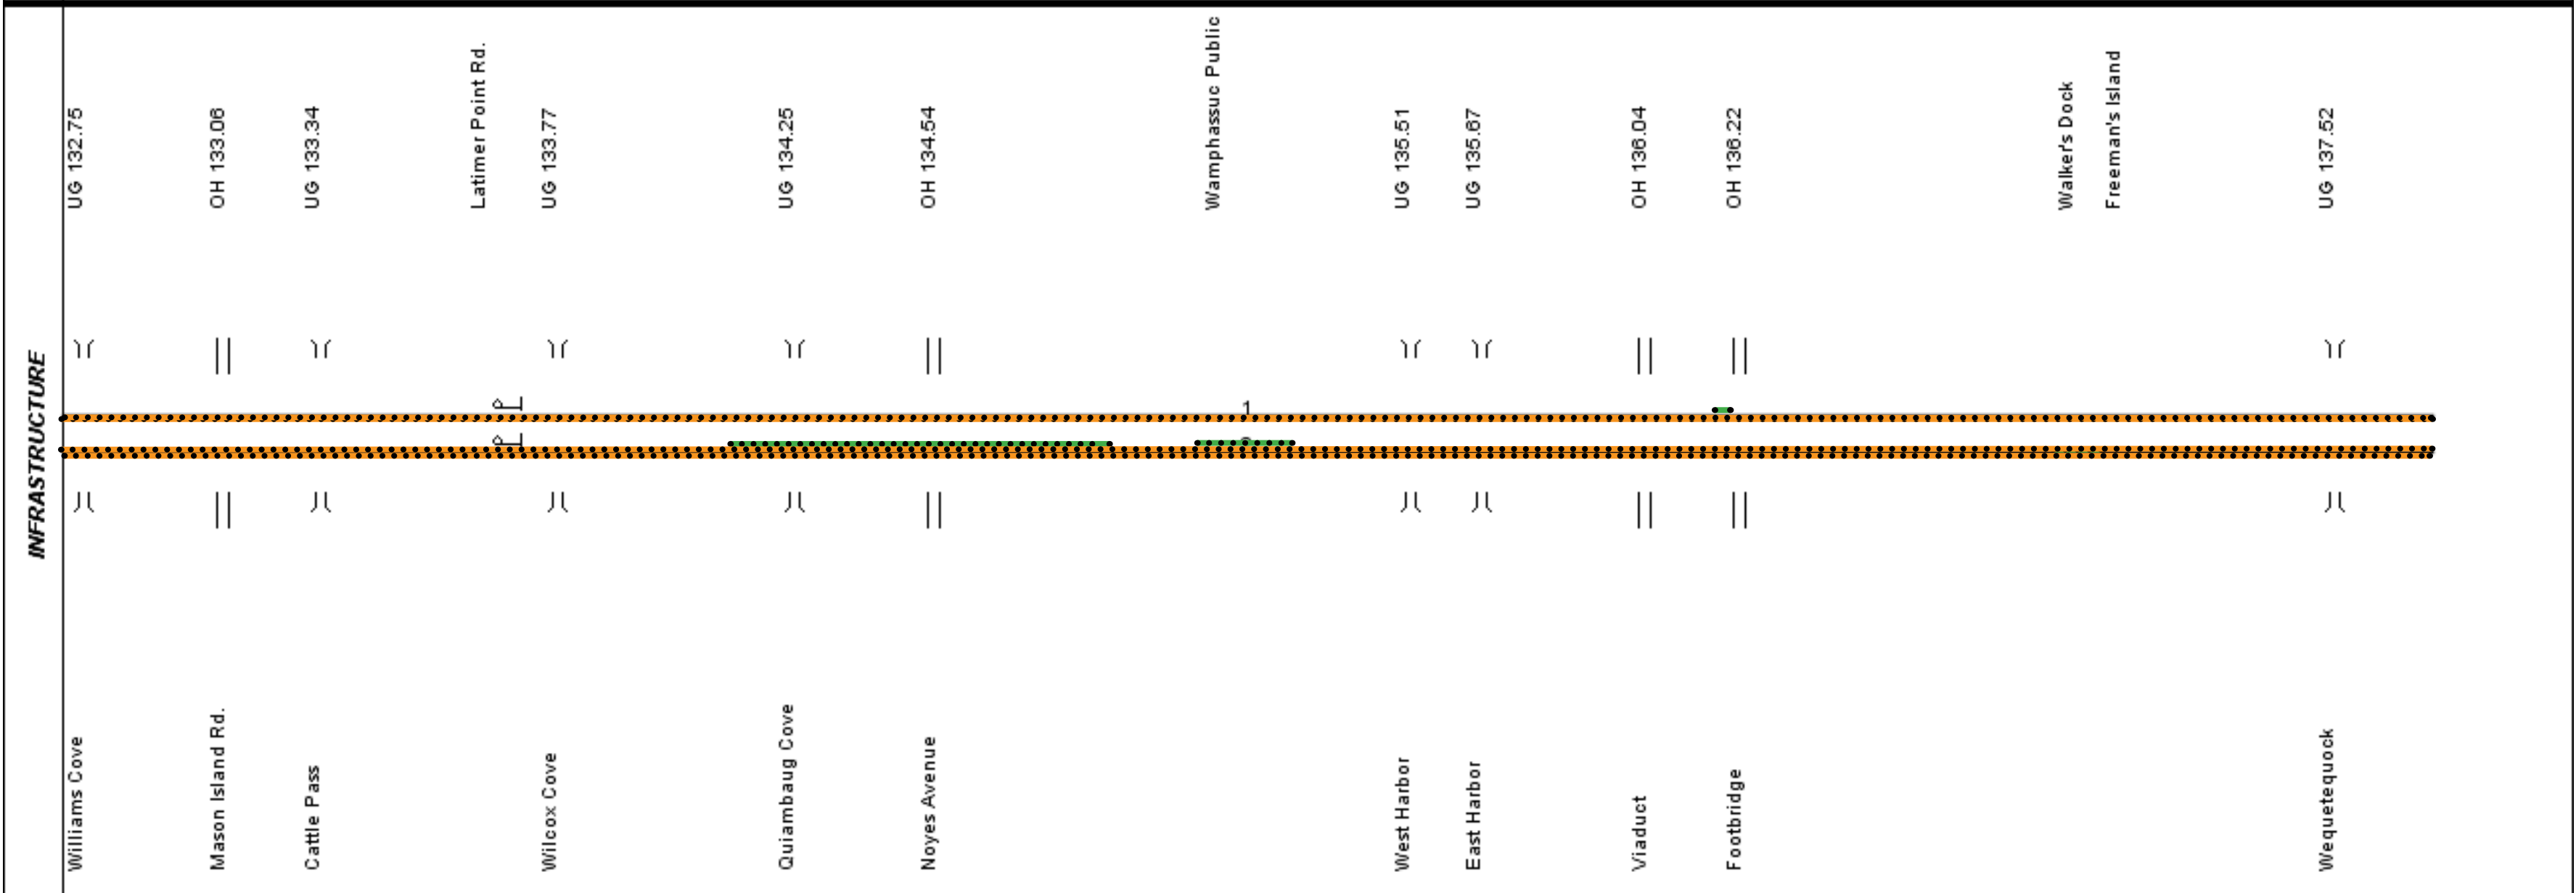 INFRASTRUCTURE
UG 132.75
OH 133.06
UG 133.34
Latimer Point Rd.
UG 133.77
UG 134.25
OH 134.54
Wamphassuc Public
UG 135.51
UG 135.67
OH 136.04
OH 136.22
Walker's Dock
Freeman's Island
UG 137.52
1
Williams Cove
Mason Island Rd.
Cattle Pass
Wilcox Cove
Quiambaug Cove
Noyes Avenue
West Harbor
East Harbor
Viaduct
Footbridge
Wequetequock